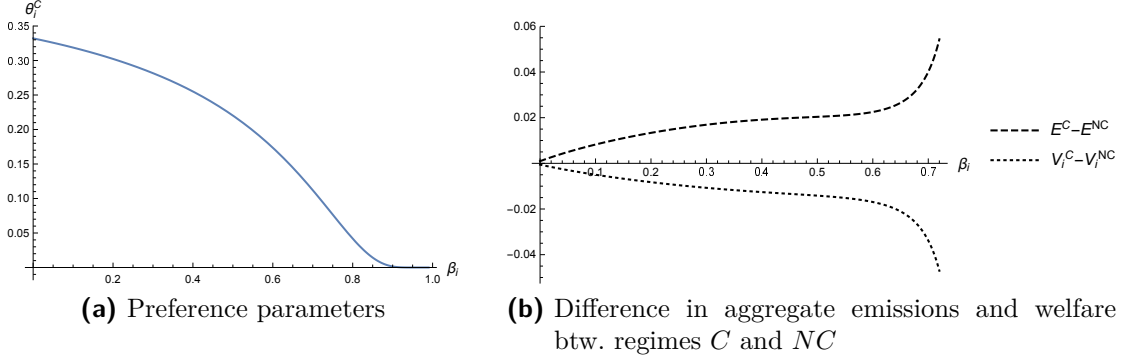 θ_i^C
0.35
0.30
0.25
0.20
0.15
0.10
0.05
0.2 0.4 0.6 0.8 1.0 β_i
(a) Preference parameters
0.06
0.04
0.02
0.1 0.2 0.3 0.4 0.5 0.6 0.7 β_i
-0.02
-0.04
E^C-E^NC
V_i^C-V_i^NC
(b) Difference in aggregate emissions and welfare
btw. regimes C and NC